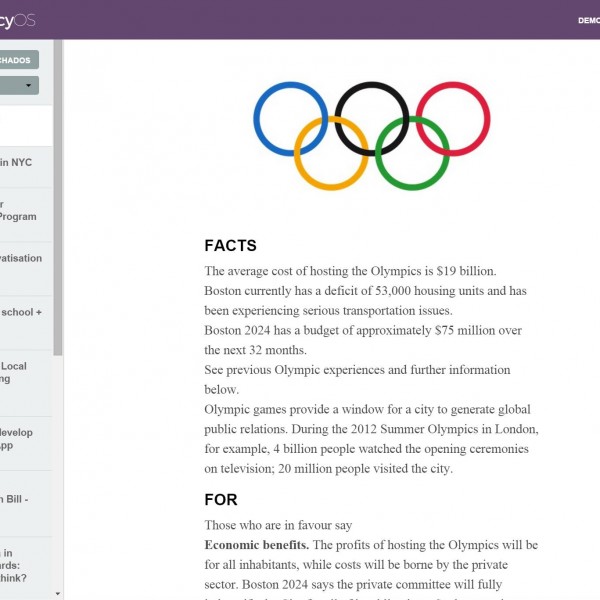 cyOS
DEMO
CHADOS
in NYC
r
Program
vatisation
school +
Local
ng
develop
App
n Bill -
in
rds:
think?
FACTS
The average cost of hosting the Olympics is $19 billion.
Boston currently has a deficit of 53,000 housing units and has
been experiencing serious transportation issues.
Boston 2024 has a budget of approximately $75 million over
the next 32 months.
See previous Olympic experiences and further information
below.
Olympic games provide a window for a city to generate global
public relations. During the 2012 Summer Olympics in London,
for example, 4 billion people watched the opening ceremonies
on television; 20 million people visited the city.
FOR
Those who are in favour say
Economic benefits. The profits of hosting the Olympics will be
for all inhabitants, while costs will be borne by the private
sector. Boston 2024 says the private committee will fully